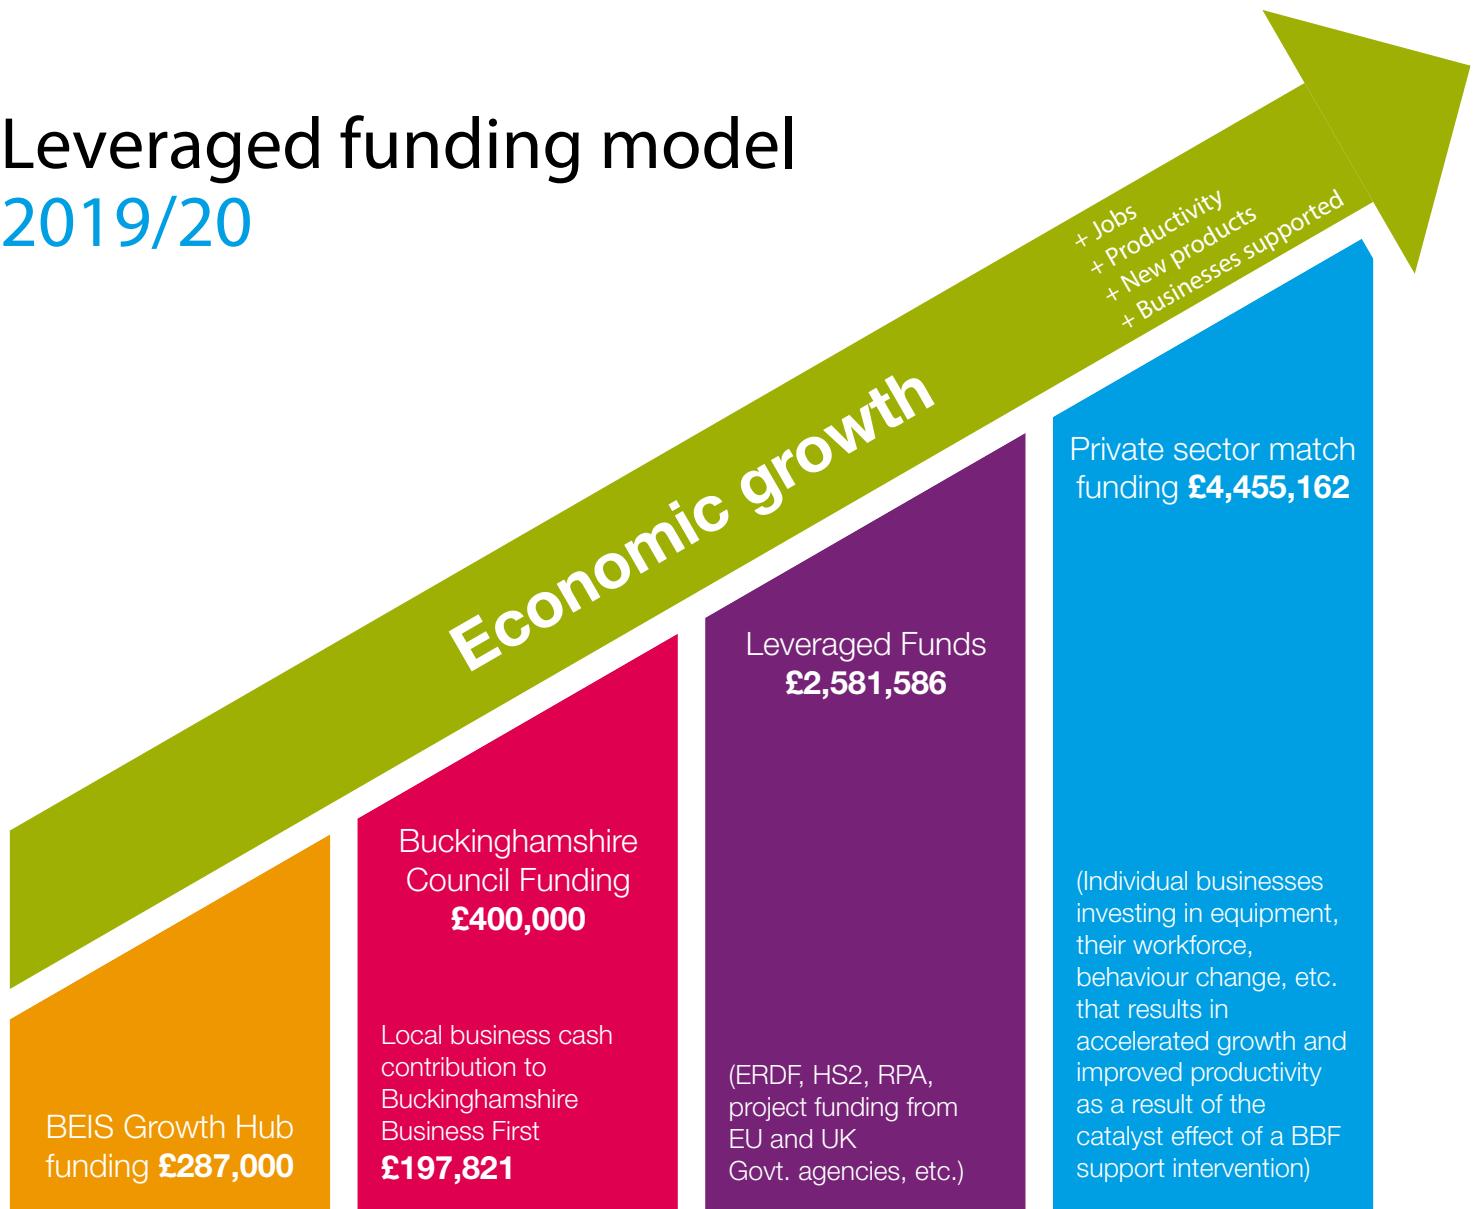 Leveraged funding model
2019/20
+ Jobs
+ Productivity
+ New products
+ Businesses supported
Economic growth
BEIS Growth Hub
funding £287,000
Buckinghamshire
Council Funding
£400,000
Local business cash
contribution to
Buckinghamshire
Business First
£197,821
Leveraged Funds
£2,581,586
(ERDF, HS2, RPA,
project funding from
EU and UK
Govt. agencies, etc.)
Private sector match
funding £4,455,162
(Individual businesses
investing in equipment,
their workforce,
behaviour change, etc.
that results in
accelerated growth and
improved productivity
as a result of the
catalyst effect of a BBF
support intervention)